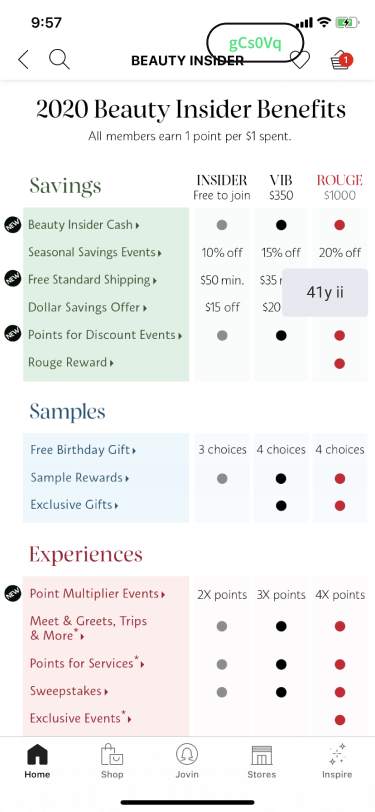 9:57
gCs0Vq
BEAUTY INSIDER
1
2020 Beauty Insider Benefits
All members earn 1 point per $1 spent.
Savings
INSIDER VIB ROUGE
Free to join $350 $1000
NEW Beauty Insider Cash
Seasonal Savings Events 10% off 15% off 20% off
NEW Free Standard Shipping $50 min. $35
41y ii
Dollar Savings Offer $15 off $20
NEW Points for Discount Events
Rouge Reward
Samples
Free Birthday Gift 3 choices 4 choices 4 choices
Sample Rewards
Exclusive Gifts
Experiences
NEW Point Multiplier Events 2X points 3X points 4X points
Meet & Greets, Trips
& More*
Points for Services*
Sweepstakes
Exclusive Events*
Home Shop Jovin Stores Inspire